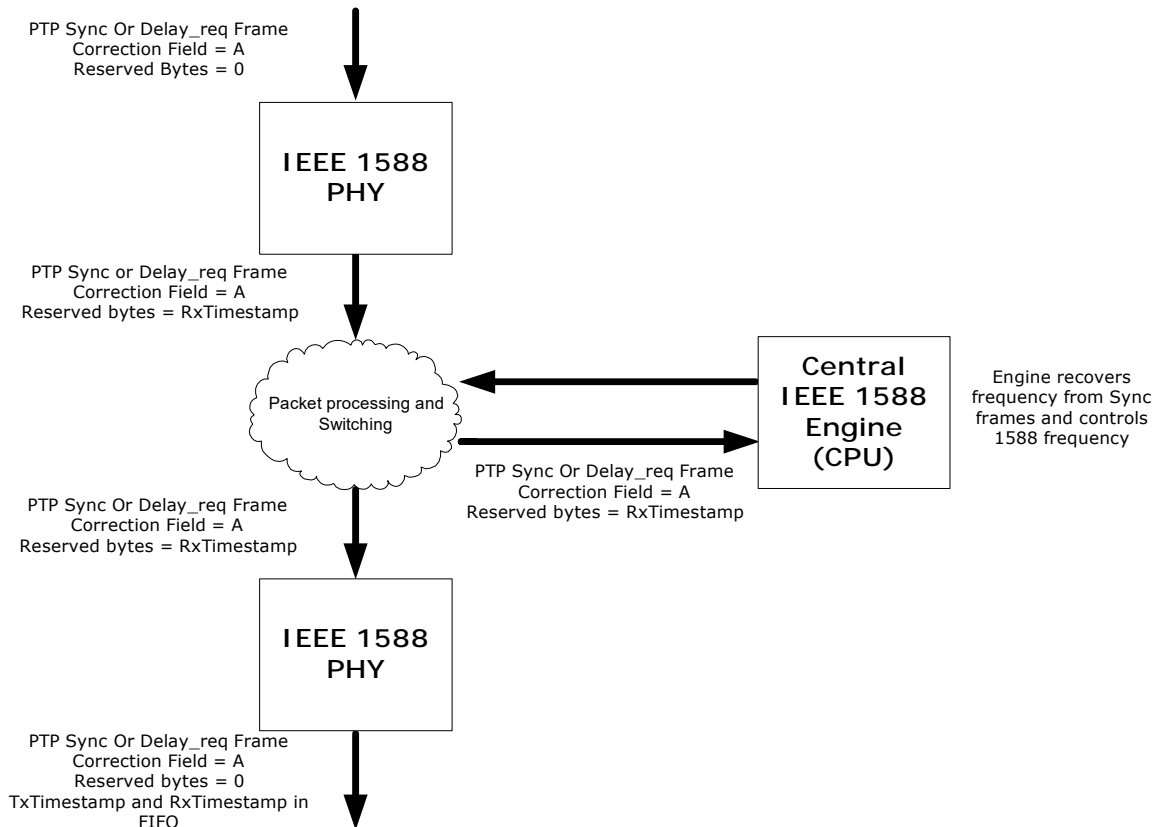 PTP Sync Or Delay_req Frame
Correction Field = A
Reserved Bytes = 0
IEEE 1588
PHY
PTP Sync or Delay_req Frame
Correction Field = A
Reserved bytes = RxTimestamp
Packet processing and
Switching
Central
IEEE 1588
Engine
(CPU)
Engine recovers
frequency from Sync
frames and controls
1588 frequency
PTP Sync Or Delay_req Frame
Correction Field = A
Reserved bytes = RxTimestamp
PTP Sync Or Delay_req Frame
Correction Field = A
Reserved bytes = RxTimestamp
IEEE 1588
PHY
PTP Sync Or Delay_req Frame
Correction Field = A
Reserved bytes = 0
TxTimestamp and RxTimestamp in
FIFO